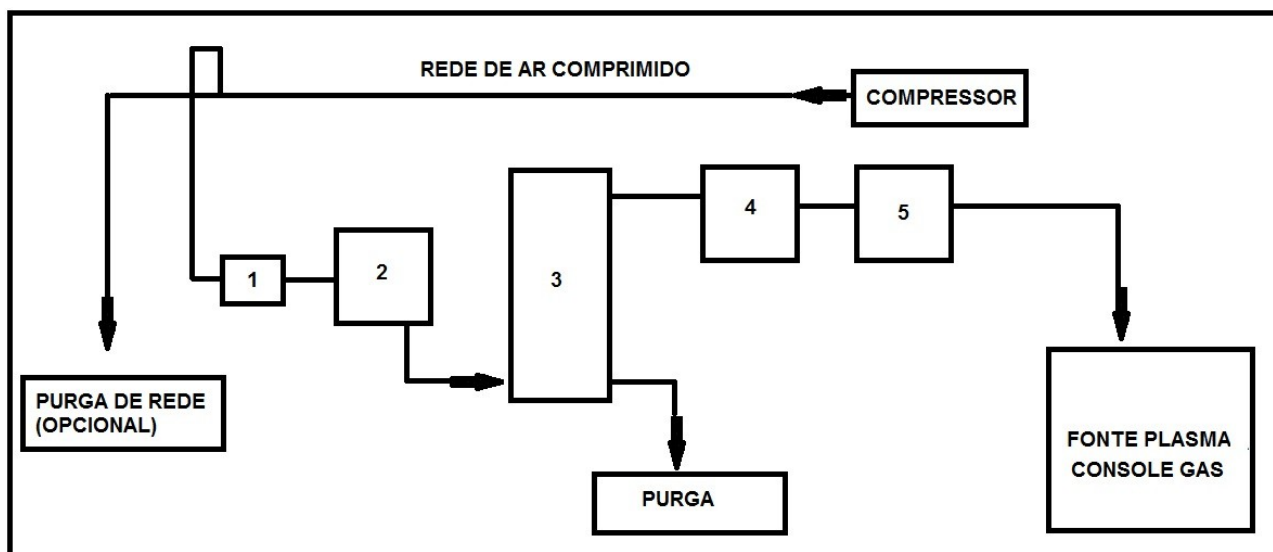 REDE DE AR COMPRIMIDO
COMPRESSOR
1
2
3
4
5
PURGA DE REDE
(OPCIONAL)
PURGA
FONTE PLASMA
CONSOLE GAS